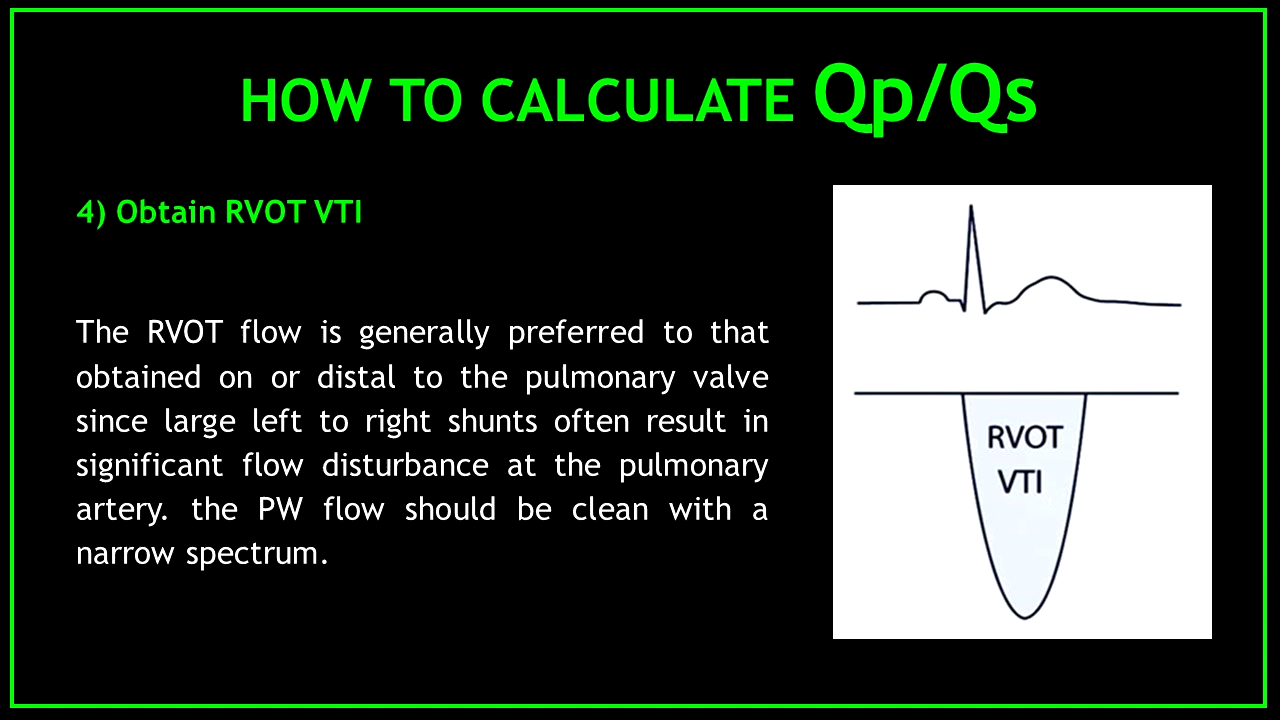 HOW TO CALCULATE Qp/Qs
4) Obtain RVOT VTI
The RVOT flow is generally preferred to that
obtained on or distal to the pulmonary valve
since large left to right shunts often result in
significant flow disturbance at the pulmonary
artery. the PW flow should be clean with a
narrow spectrum.
RVOT
VTI